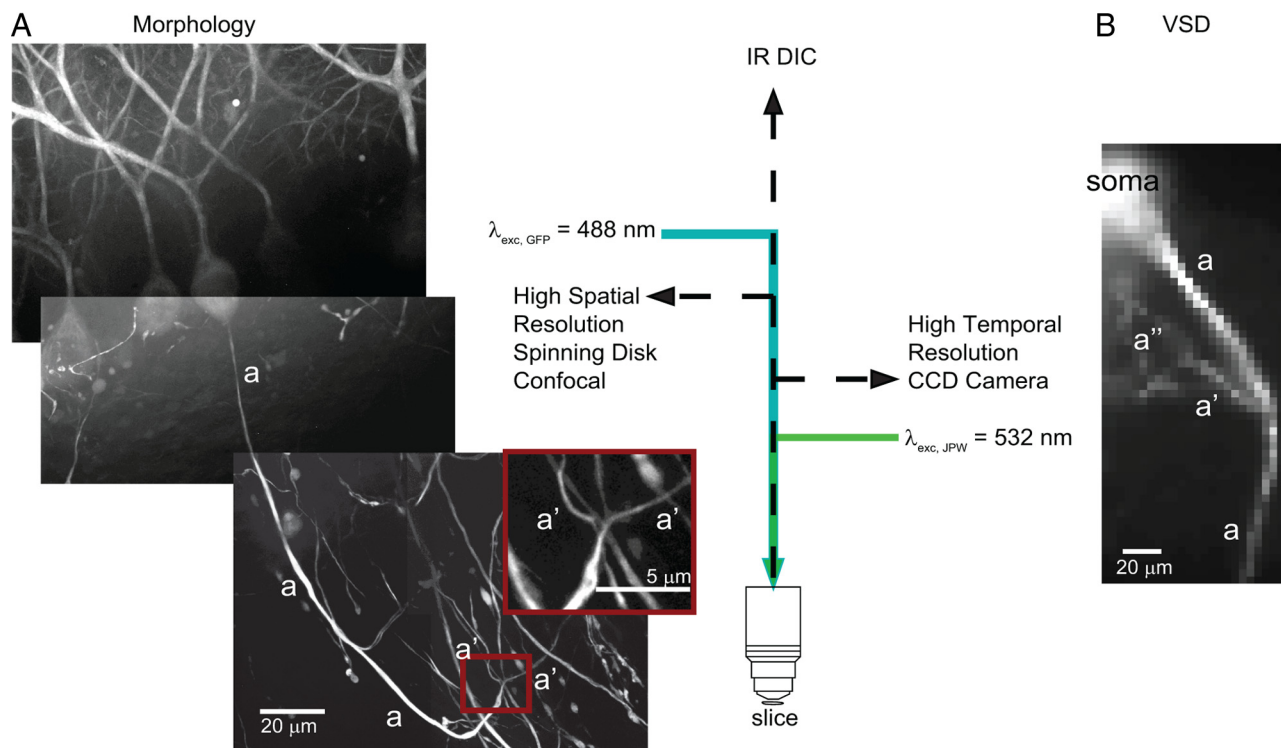 A
Morphology
a
a
a
a'
a'
a'
a'
5 μm
20 μm
IR DIC
λexc, GFP = 488 nm
High Spatial
Resolution
Spinning Disk
Confocal
High Temporal
Resolution
CCD Camera
λexc, JPW = 532 nm
slice
B
VSD
soma
a
a''
a'
a
20 μm